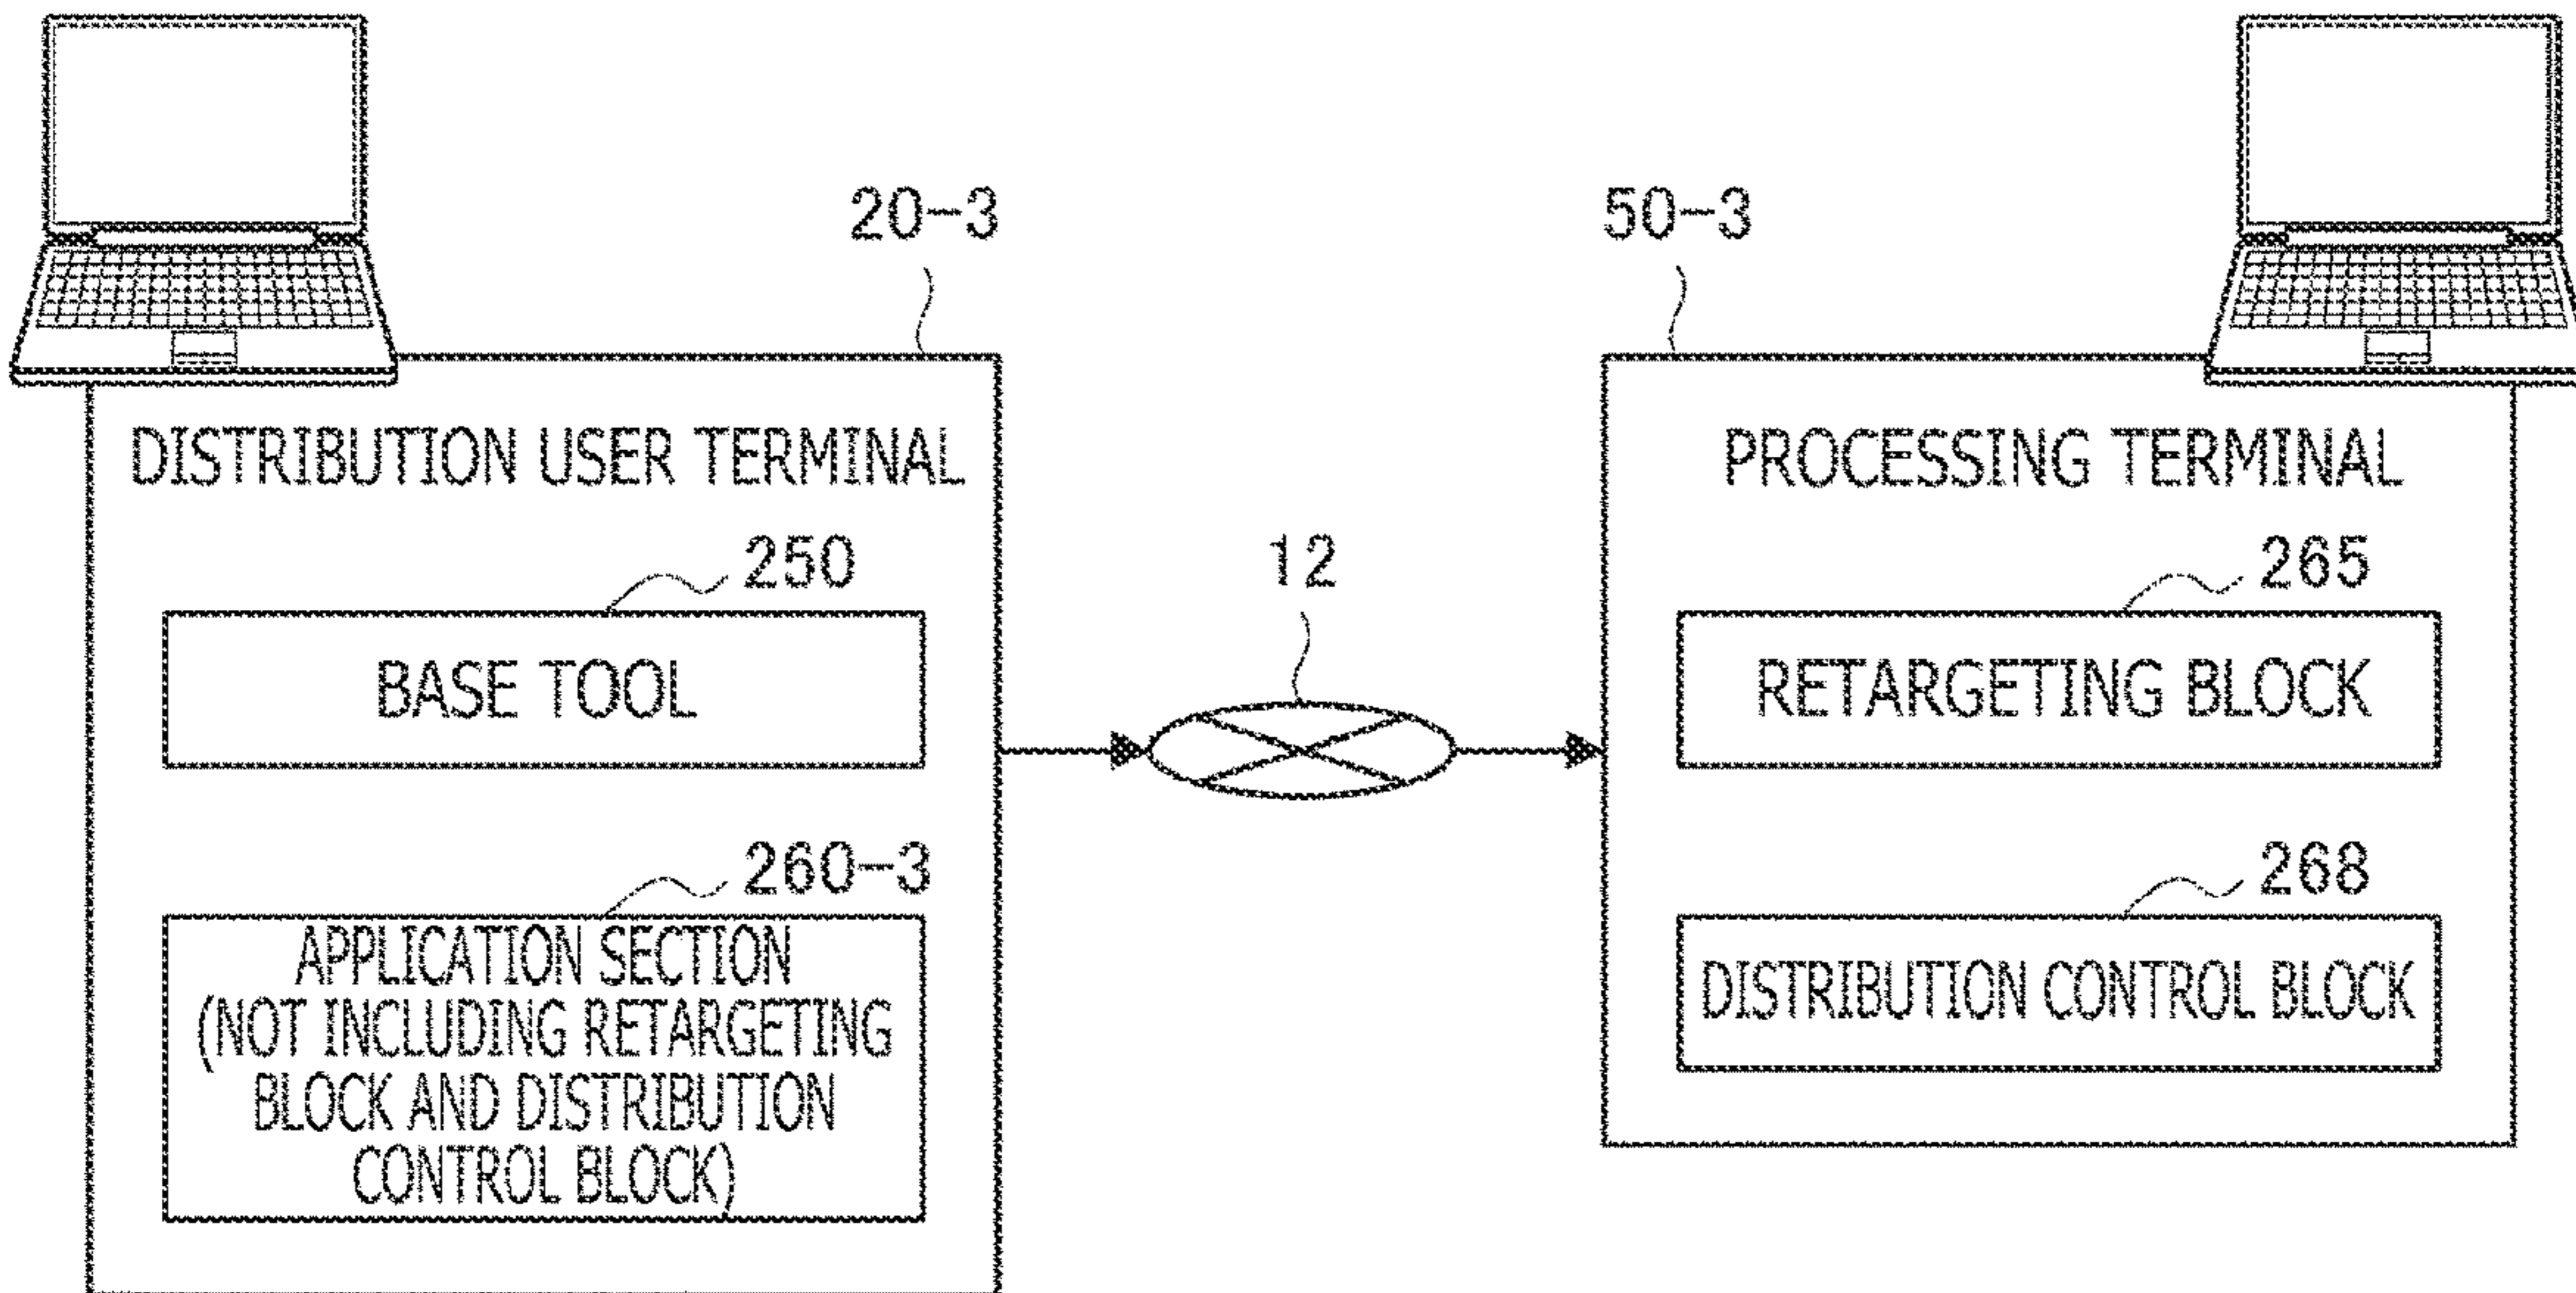 20-3
DISTRIBUTION USER TERMINAL
250
BASE TOOL
260-3
APPLICATION SECTION
(NOT INCLUDING RETARGETING
BLOCK AND DISTRIBUTION
CONTROL BLOCK)
12
50-3
PROCESSING TERMINAL
265
RETARGETING BLOCK
268
DISTRIBUTION CONTROL BLOCK